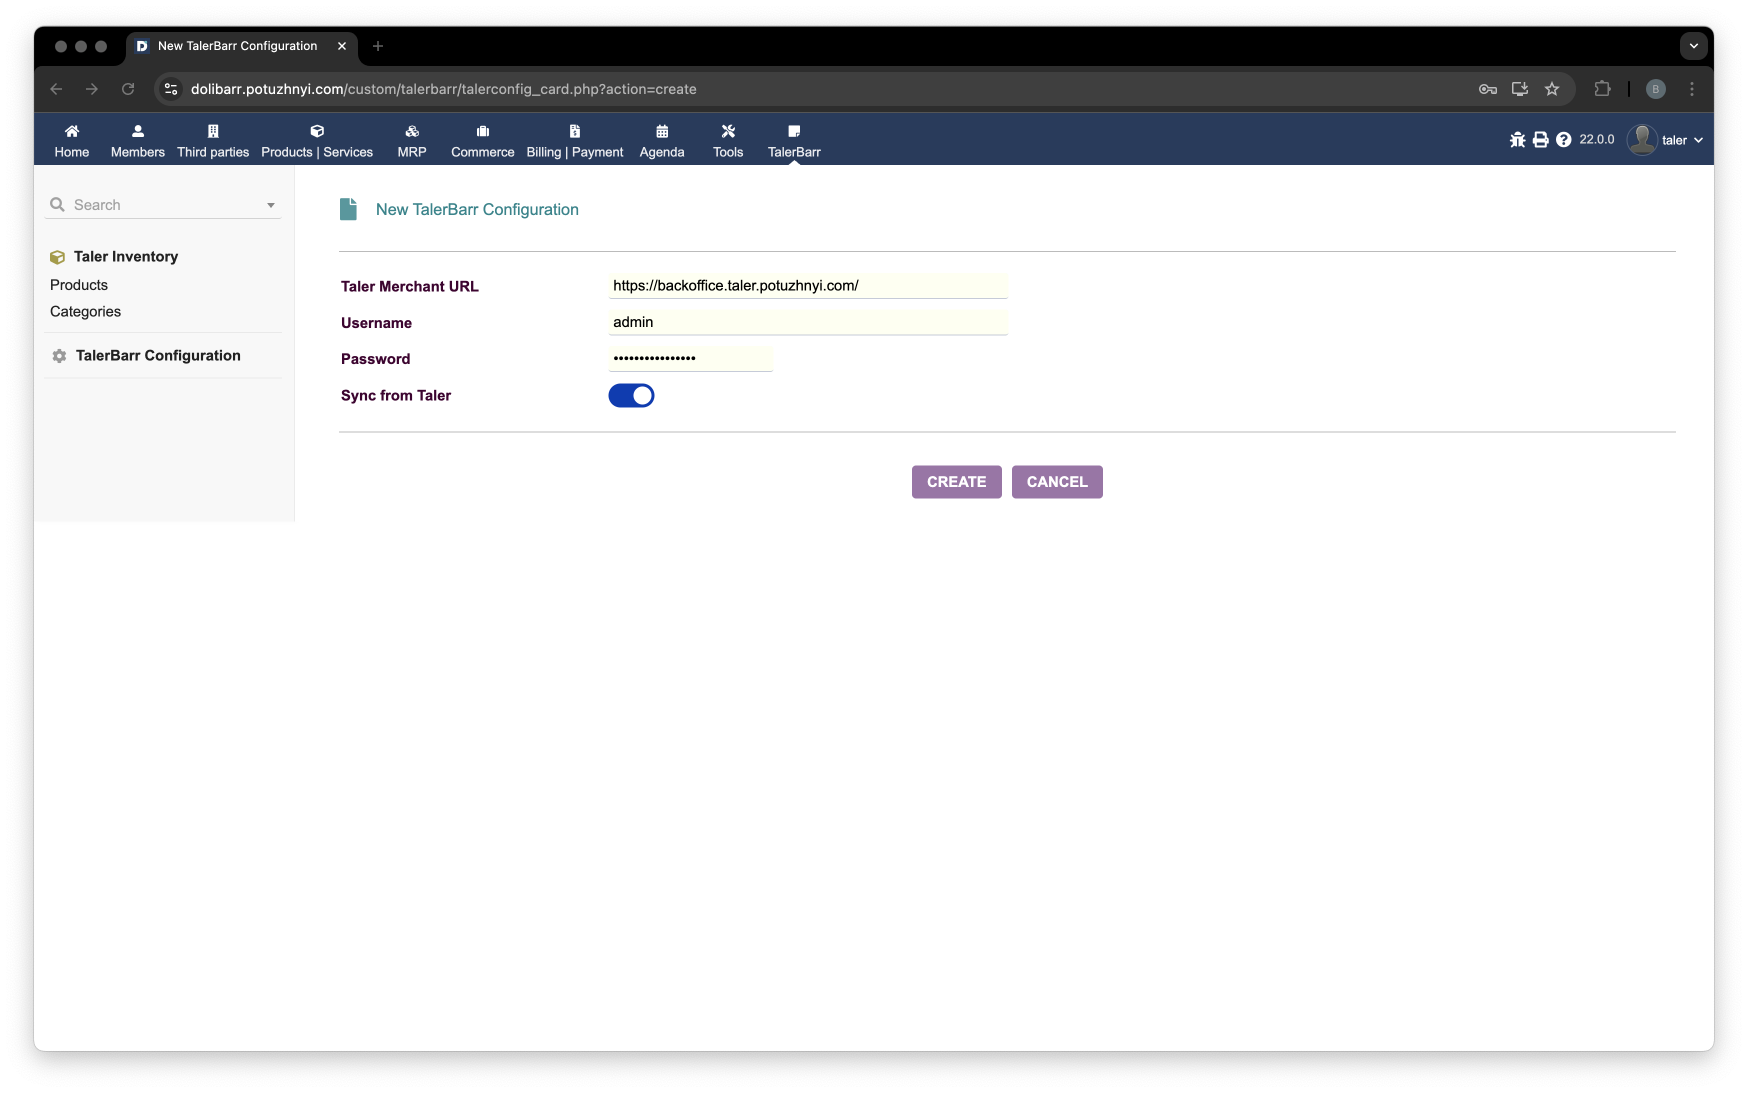 New TalerBarr Configuration
dolibarr.potuzhnyi.com/custom/talerbarr/talerconfig_card.php?action=create
B
Home Members Third parties Products | Services MRP Commerce Billing | Payment Agenda Tools TalerBarr
22.0.0 taler
Search
New TalerBarr Configuration
Taler Inventory
Products
Categories
TalerBarr Configuration
Taler Merchant URL https://backoffice.taler.potuzhnyi.com/
Username admin
Password ••••••••••••••••
Sync from Taler
CREATE CANCEL